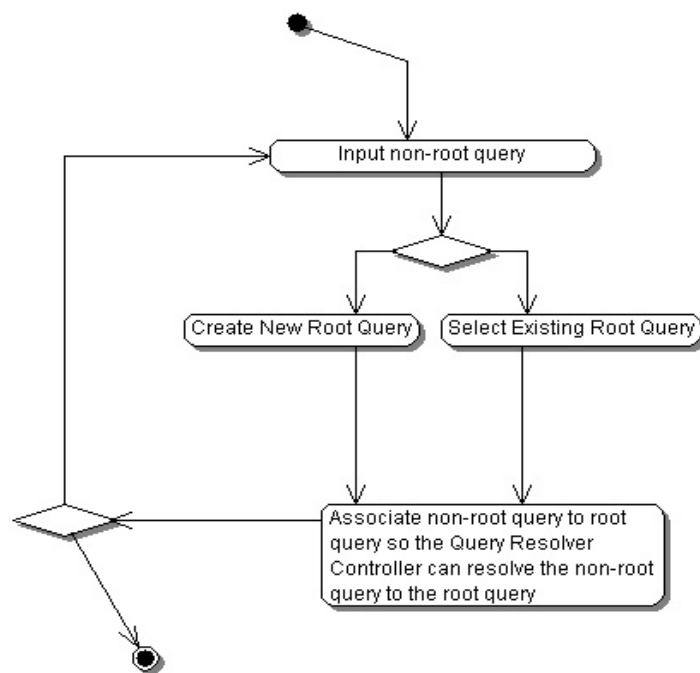 Input non-root query
Create New Root Query
Select Existing Root Query
Associate non-root query to root
query so the Query Resolver
Controller can resolve the non-root
query to the root query